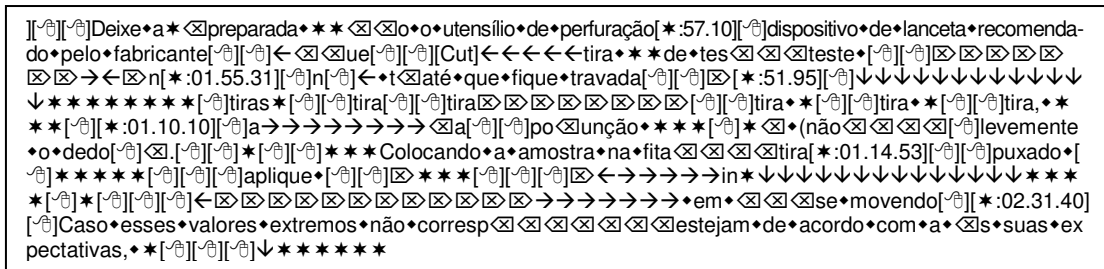 ][🖰][🖰]Deixe⬥a✶⌫preparada⬥✶✶⌫⌫o⬥o⬥utensílio⬥de⬥perfuração[✶:57.10][🖰]dispositivo⬥de⬥lanceta⬥recomenda-
do⬥pelo⬥fabricante[🖰][🖰]←⌫⌫ue[🖰][🖰][Cut]←←←←←tira⬥✶✶de⬥tes⌫⌫⌫teste⬥[🖰][🖰]⌦⌦⌦⌦⌦
⌦⌦→←⌦n[✶:01.55.31][🖰]n[🖰]←⬥t⌫até⬥que⬥fique⬥travada[🖰][🖰]⌦[✶:51.95][🖰]↓↓↓↓↓↓↓↓↓↓↓↓
↓✶✶✶✶✶✶✶✶[🖰]tiras✶[🖰][🖰]tira[🖰][🖰]tira⌦⌦⌦⌦⌦⌦⌦⌦[🖰][🖰]tira⬥✶[🖰][🖰]tira⬥✶[🖰][🖰]tira,⬥✶
✶✶[🖰][✶:01.10.10][🖰]a→→→→→→→→⌫a[🖰][🖰]po⌫unção⬥✶✶✶[🖰]✶⌫⬥(não⌫⌫⌫⌫[🖰]levemente
⬥o⬥dedo[🖰]⌫.[🖰][🖰]✶[🖰][🖰]✶✶✶Colocando⬥a⬥amostra⬥na⬥fita⌫⌫⌫⌫tira[✶:01.14.53][🖰][🖰]puxado⬥[
🖰]✶✶✶✶✶[🖰][🖰][🖰]aplique⬥[🖰][🖰]⌦✶✶✶[🖰][🖰][🖰]⌦←→→→→→→in✶↓↓↓↓↓↓↓↓↓↓↓↓↓↓✶✶✶
✶[🖰]✶[🖰][🖰][🖰]←⌦⌦⌦⌦⌦⌦⌦⌦⌦⌦⌦→→→→→→→⬥em⬥⌫⌫⌫se⬥movendo[🖰][✶:02.31.40]
[🖰]Caso⬥esses⬥valores⬥extremos⬥não⬥corresp⌫⌫⌫⌫⌫⌫⌫estejam⬥de⬥acordo⬥com⬥a⬥⌫s⬥suas⬥ex
pectativas,⬥✶[🖰][🖰][🖰]↓✶✶✶✶✶✶